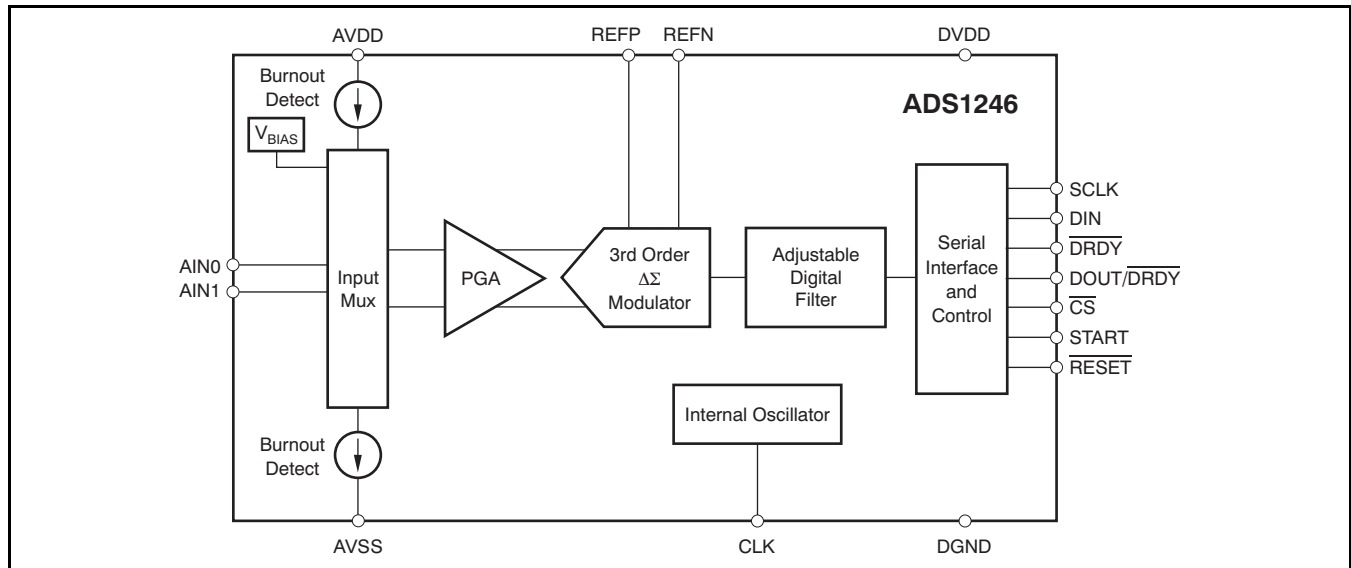 AVDD
REFP
REFN
DVDD
Burnout
Detect
ADS1246
VBIAS
SCLK
DIN
DRDY
DOUT/DRDY
CS
START
RESET
AIN0
AIN1
Input
Mux
PGA
3rd Order
ΔΣ
Modulator
Adjustable
Digital
Filter
Serial
Interface
and
Control
Internal Oscillator
Burnout
Detect
AVSS
CLK
DGND